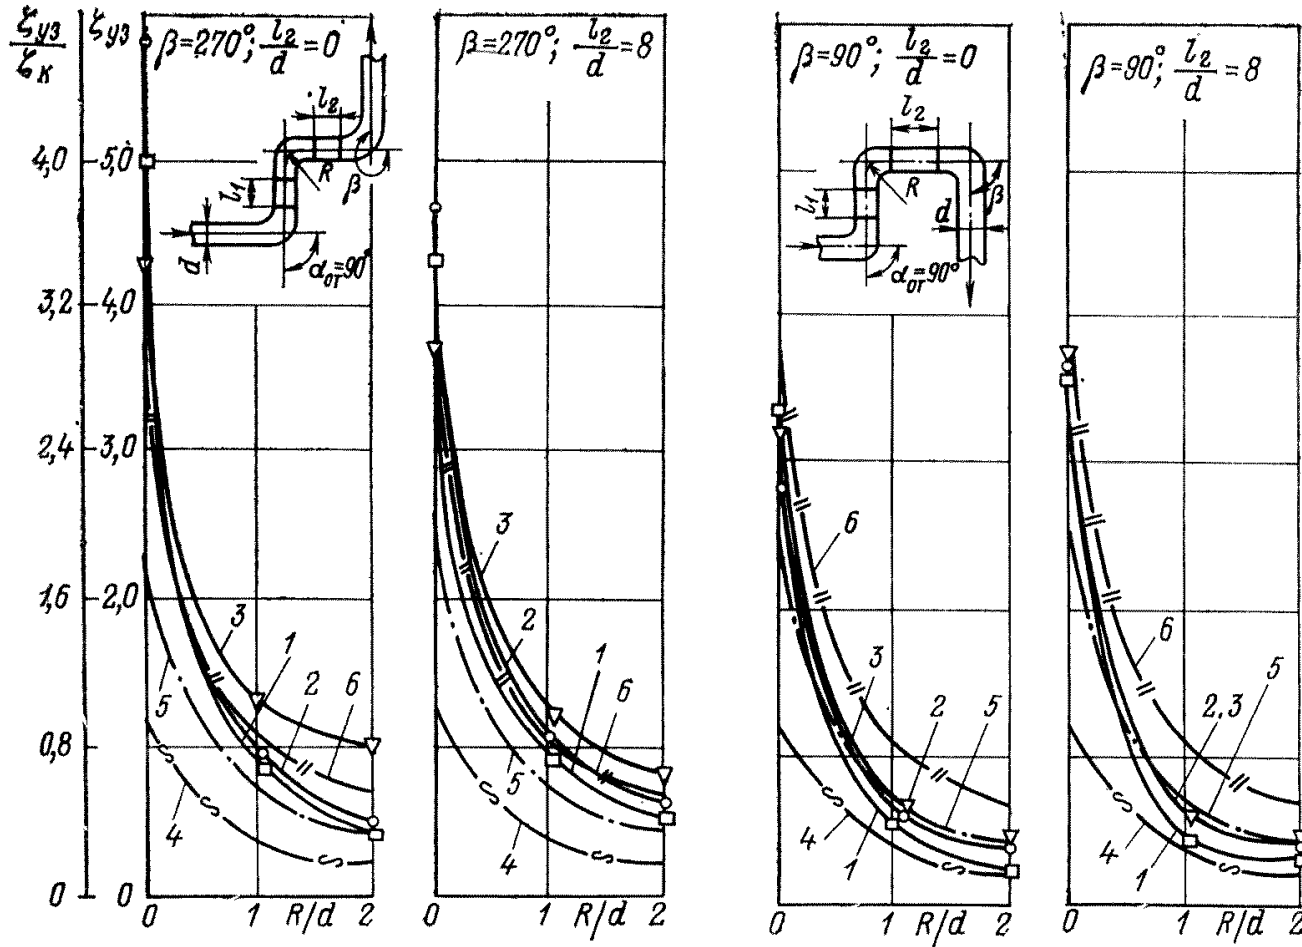 ζуз/ζк
ζуз
β=270°; l₂/d=0
β=270°; l₂/d=8
β=90°; l₂/d=0
β=90°; l₂/d=8
l₂
R
β
l₁
d
αот=90°
l₂
R
β
l₁
d
αот=90°
4,0 5,0
3,2 4,0
2,4 3,0
1,6 2,0
0,8
0 0
3
1
2
6
5
4
3
2
1
6
5
4
6
3
2
5
4
1
6
5
2,3
4
1
0 1 R/d 2
0 1 R/d 2
0 1 R/d 2
0 1 R/d 2